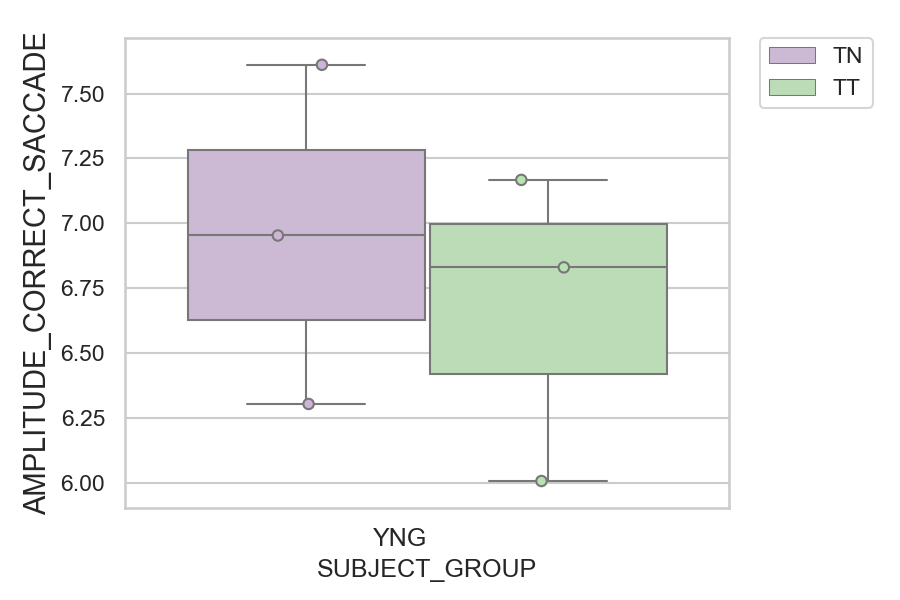 AMPLITUDE_CORRECT_SACCADE
7.50
7.25
7.00
6.75
6.50
6.25
6.00
YNG
SUBJECT_GROUP
TN
TT